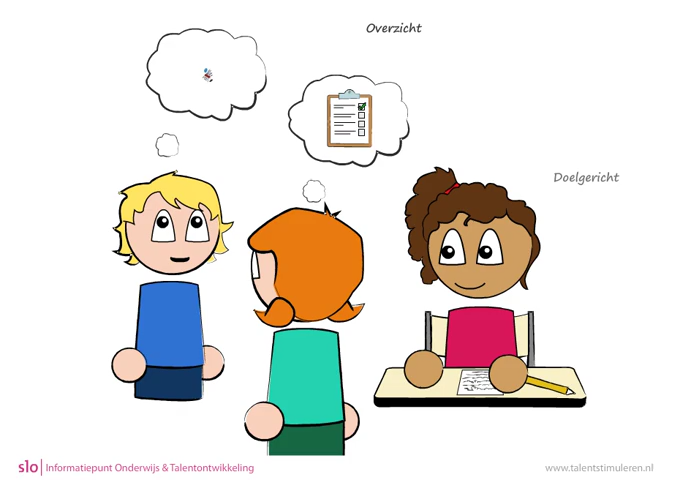 Overzicht
Doelgericht
slo | Informatiepunt Onderwijs & Talentontwikkeling
www.talentstimuleren.nl